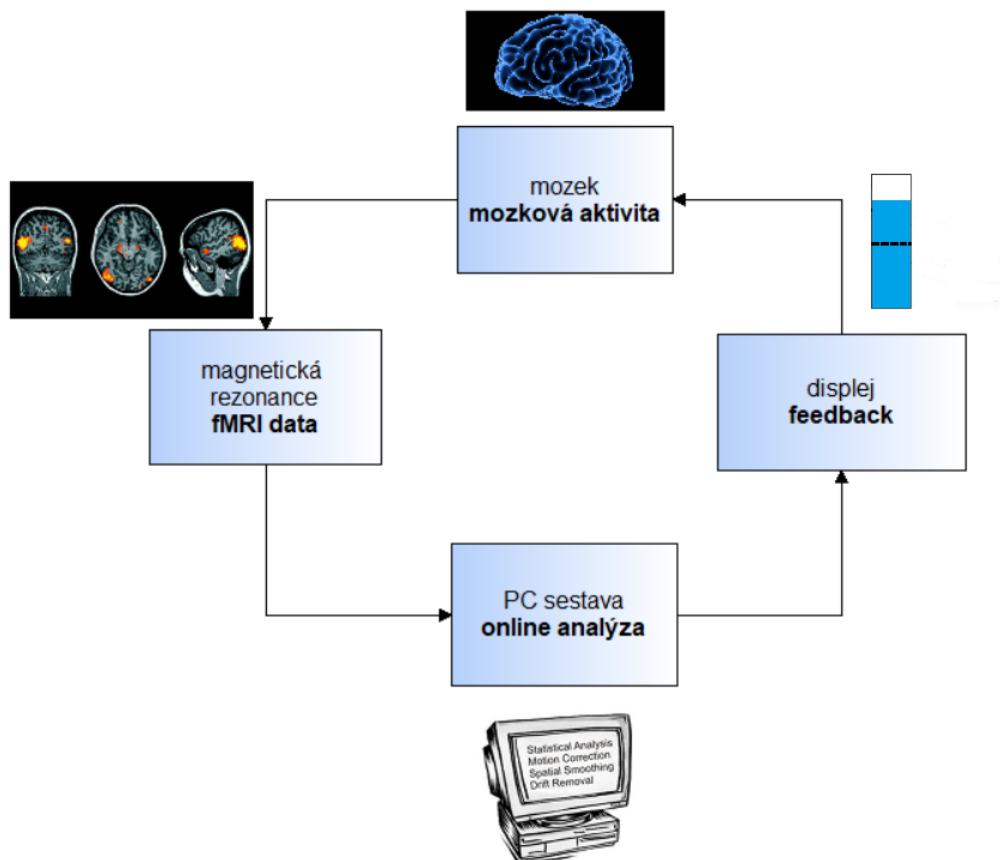 mozek
mozková aktivita
magnetická
rezonance
fMRI data
displej
feedback
PC sestava
online analýza
Statistical Analysis
Motion Correction
Spatial Smoothing
Drift Removal